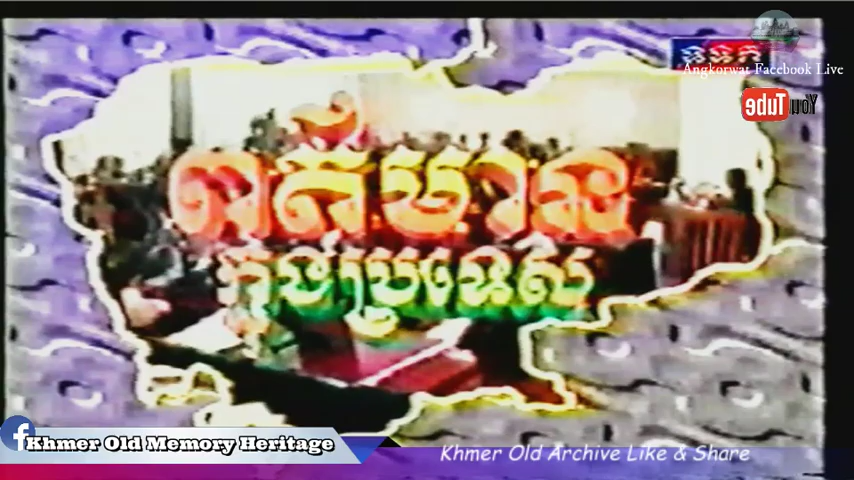 Angkorwat Facebook Live
YouTube
ពត៌មាន
ក្នុងប្រទេស
Khmer Old Memory Heritage
Khmer Old Archive Like & Share